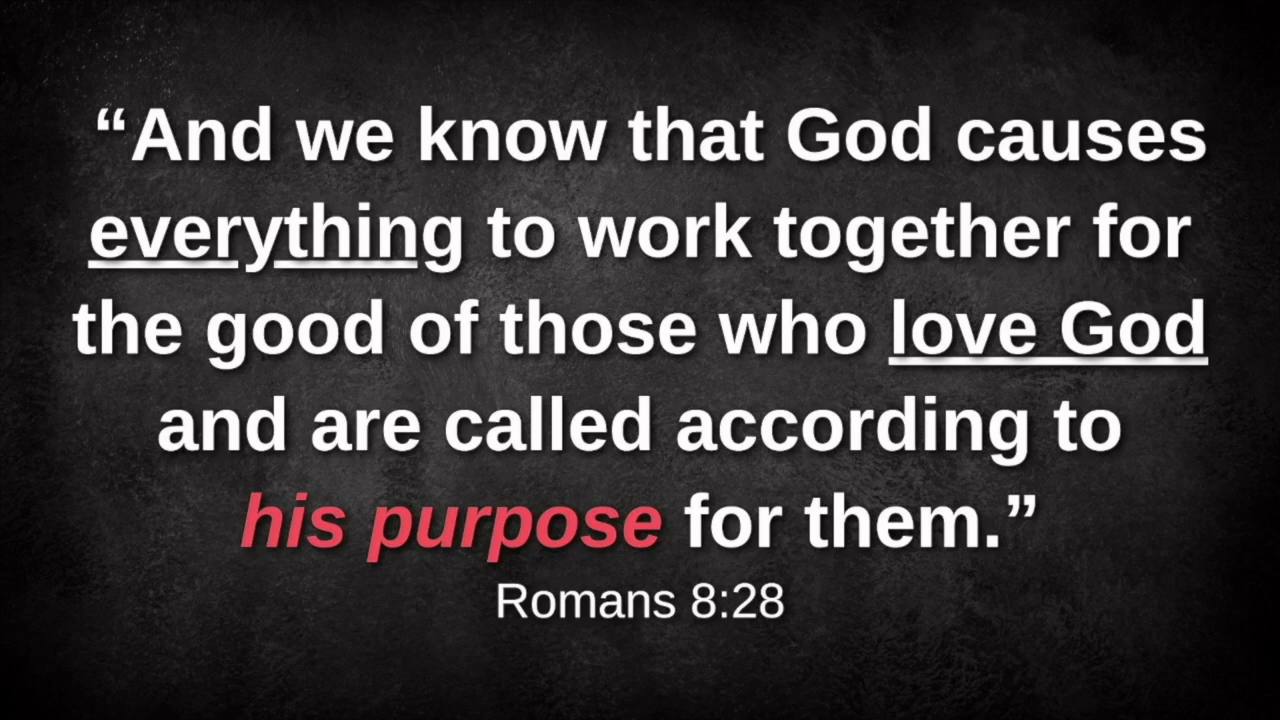 “And we know that God causes
everything to work together for
the good of those who love God
and are called according to
his purpose for them.”
Romans 8:28